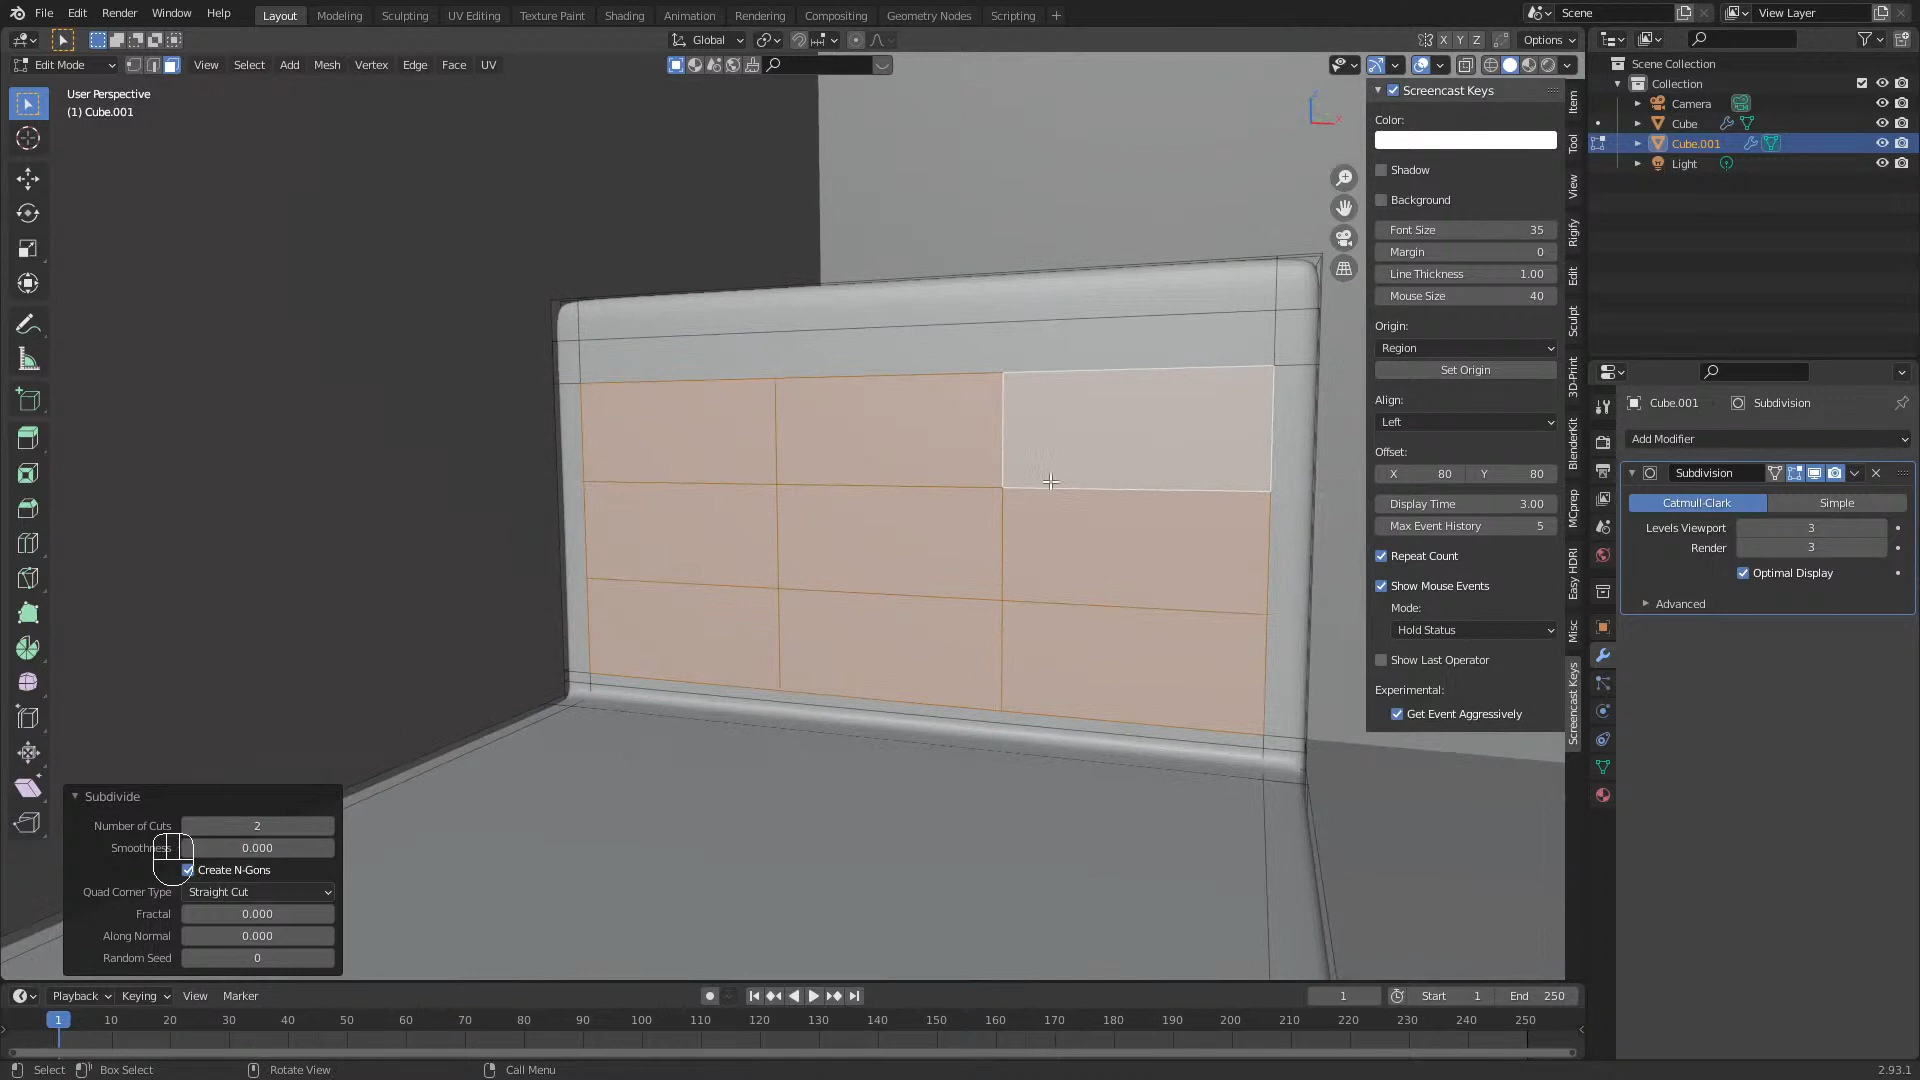 File Edit Render Window Help Layout Modeling Sculpting UV Editing Texture Paint Shading Animation Rendering Compositing Geometry Nodes Scripting + Scene View Layer
Global X Y Z Options
Edit Mode View Select Add Mesh Vertex Edge Face UV
User Perspective
(1) Cube.001
Screencast Keys
Color:
Shadow
Background
Font Size 35
Margin 0
Line Thickness 1.00
Mouse Size 40
Origin:
Region
Set Origin
Align:
Left
Offset:
X 80 Y 80
Display Time 3.00
Max Event History 5
Repeat Count
Show Mouse Events
Mode:
Hold Status
Show Last Operator
Experimental:
Get Event Aggressively
Item
Tool
View
Rigify
Edit
Sculpt
3D-Print
BlenderKit
MCprep
Easy HDRI
Misc
Screencast Keys
Scene Collection
Collection
Camera
Cube
Cube.001
Light
Cube.001 Subdivision
Add Modifier
Subdivision
Catmull-Clark Simple
Levels Viewport 3
Render 3
Optimal Display
Advanced
Subdivide
Number of Cuts 2
Smoothness 0.000
Create N-Gons
Quad Corner Type Straight Cut
Fractal 0.000
Along Normal 0.000
Random Seed 0
Playback Keying View Marker 1 Start 1 End 250
1 10 20 30 40 50 60 70 80 90 100 110 120 130 140 150 160 170 180 190 200 210 220 230 240 250
Select Box Select Rotate View Call Menu 2.93.1